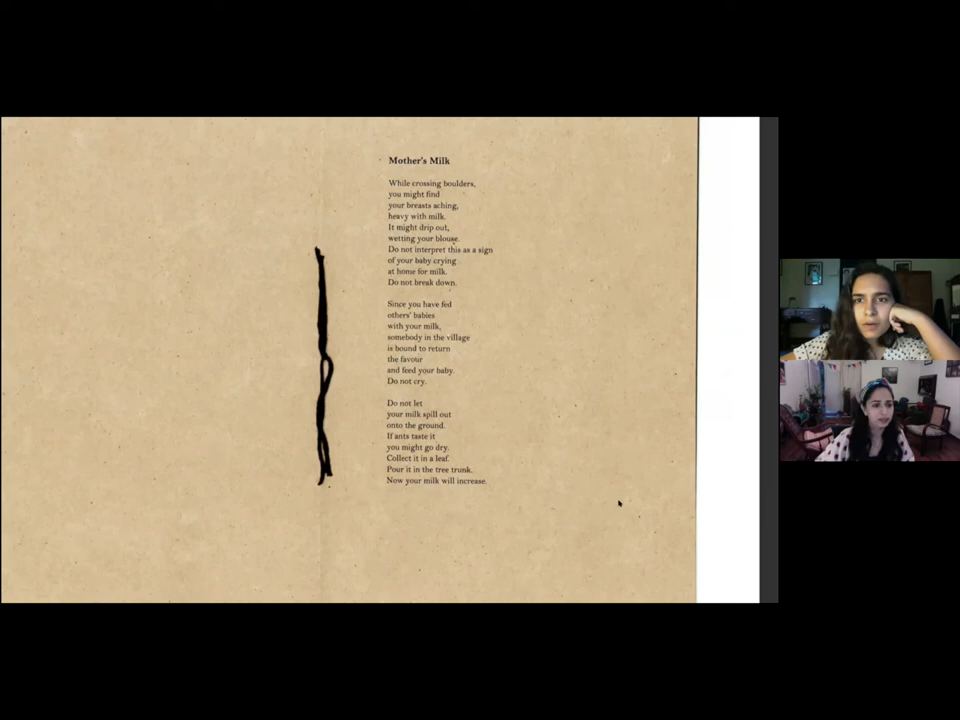 Mother's Milk
While crossing boulders,
you might find
your breasts aching,
heavy with milk.
It might drip out,
wetting your blouse.
Do not interpret this as a sign
of your baby crying
at home for milk.
Do not break down.
Since you have fed
others' babies
with your milk,
somebody in the village
is bound to return
the favour
and feed your baby.
Do not cry.
Do not let
your milk spill out
onto the ground.
If ants taste it
you might go dry.
Collect it in a leaf.
Pour it in the tree trunk.
Now your milk will increase.